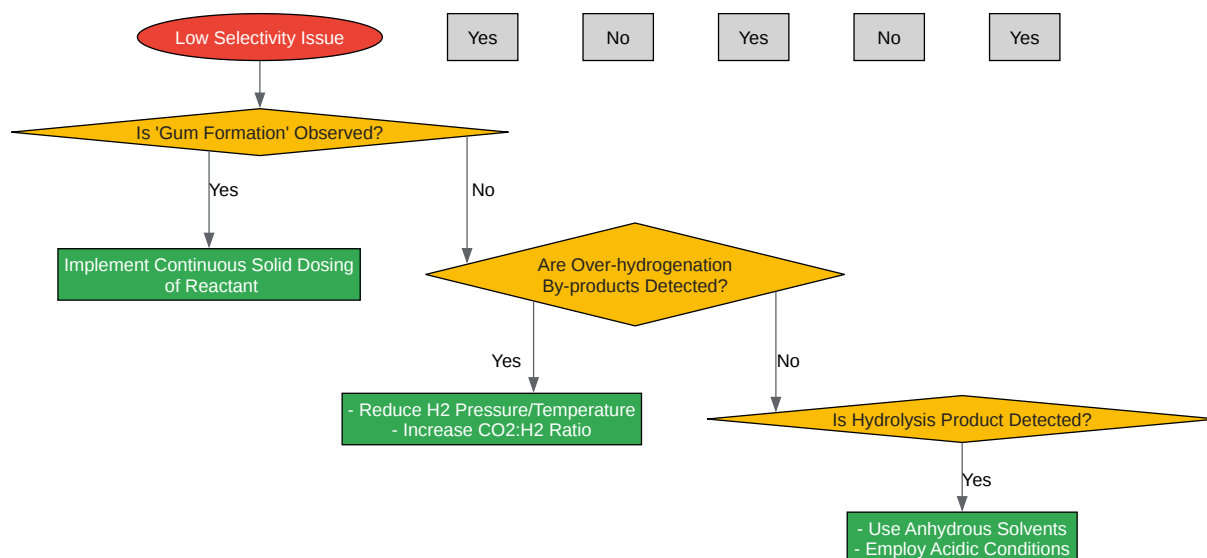 Low Selectivity Issue
Yes
No
Yes
No
Yes
Is 'Gum Formation' Observed?
Yes
No
Implement Continuous Solid Dosing
of Reactant
Are Over-hydrogenation
By-products Detected?
Yes
No
- Reduce H2 Pressure/Temperature
- Increase CO2:H2 Ratio
Is Hydrolysis Product Detected?
Yes
- Use Anhydrous Solvents
- Employ Acidic Conditions